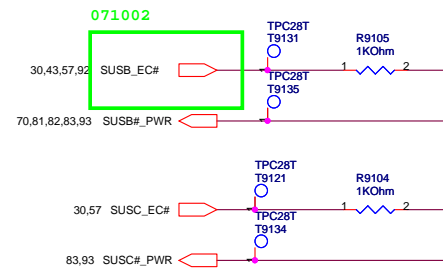 071002
TPC28T
T9131
R9105
1KOhm
30,43,57,92 SUSB_EC#
1 2
TPC28T
T9135
70,81,82,83,93 SUSB#_PWR
TPC28T
T9121
R9104
1KOhm
30,57 SUSC_EC#
1 2
TPC28T
T9134
83,93 SUSC#_PWR